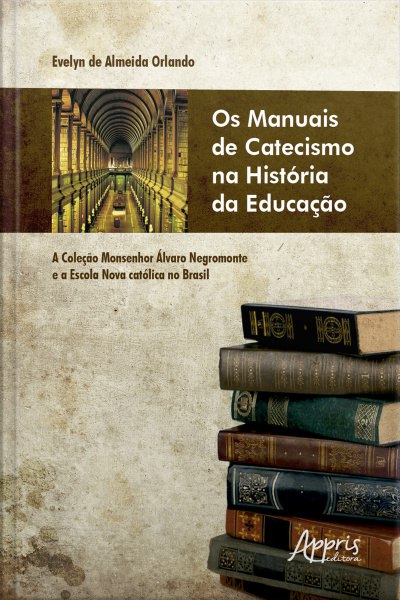 Evelyn de Almeida Orlando
Os Manuais
de Catecismo
na História
da Educação
A Coleção Monsenhor Álvaro Negromonte
e a Escola Nova católica no Brasil
Appris
editora